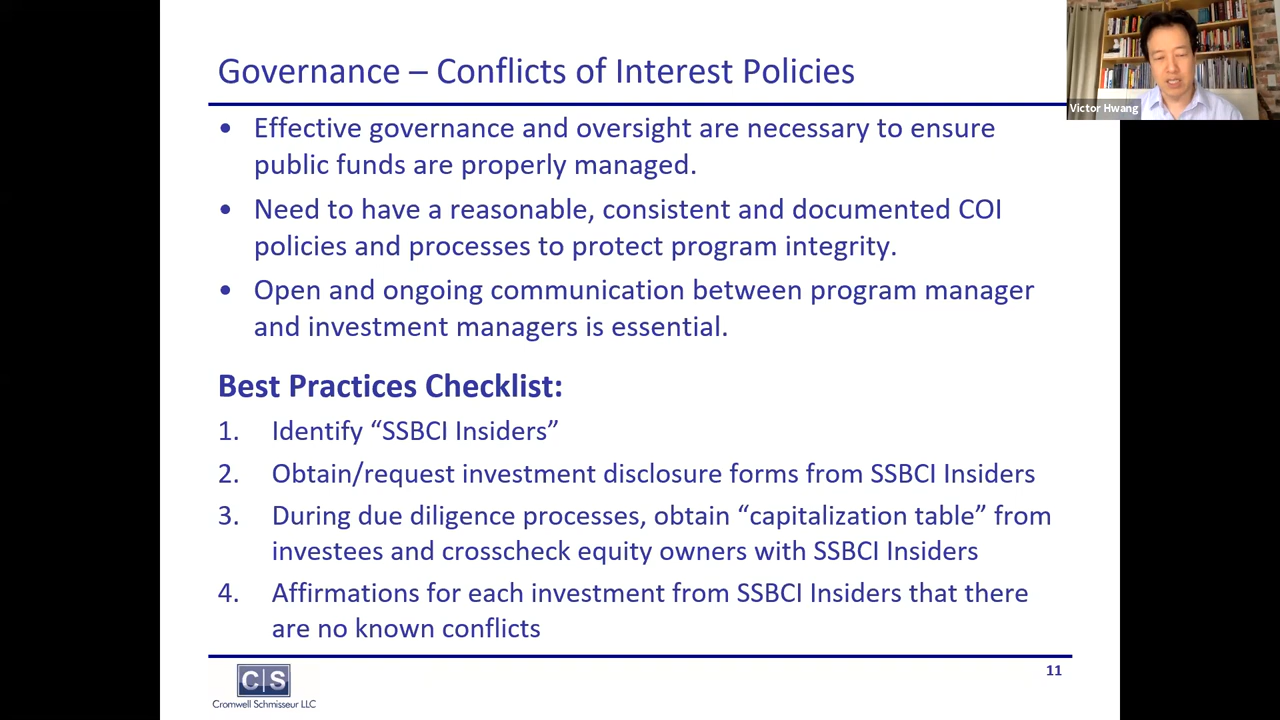 Governance – Conflicts of Interest Policies
Victor Hwang
• Effective governance and oversight are necessary to ensure
public funds are properly managed.
• Need to have a reasonable, consistent and documented COI
policies and processes to protect program integrity.
• Open and ongoing communication between program manager
and investment managers is essential.
Best Practices Checklist:
1. Identify “SSBCI Insiders”
2. Obtain/request investment disclosure forms from SSBCI Insiders
3. During due diligence processes, obtain “capitalization table” from
investees and crosscheck equity owners with SSBCI Insiders
4. Affirmations for each investment from SSBCI Insiders that there
are no known conflicts
11
C|S
Cromwell Schmisseur LLC